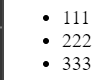 • 111
• 222
• 333